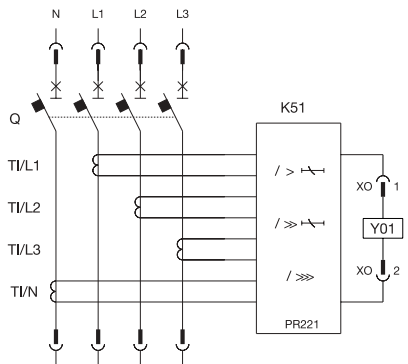 N L1 L2 L3
Q
K51
TI/L1
TI/L2
TI/L3
TI/N
/ >
/ >>
/ >>>
PR221
XO 1
Y01
XO 2